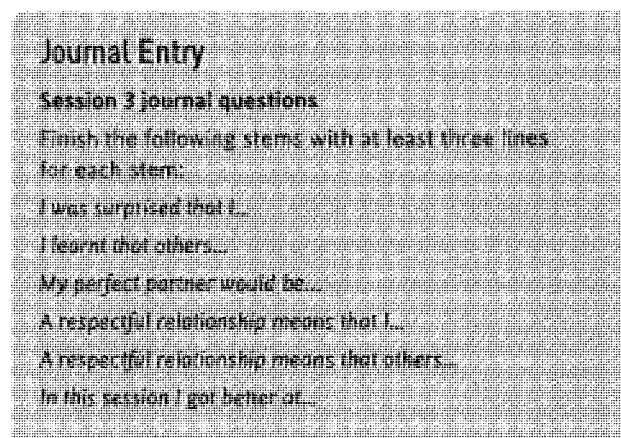 Journal Entry
Session 3 journal questions
Finish the following stems with at least three lines
for each stem:
I was surprised that I...
I learnt that others...
My perfect partner would be...
A respectful relationship means that I...
A respectful relationship means that others...
In this session I got better at...